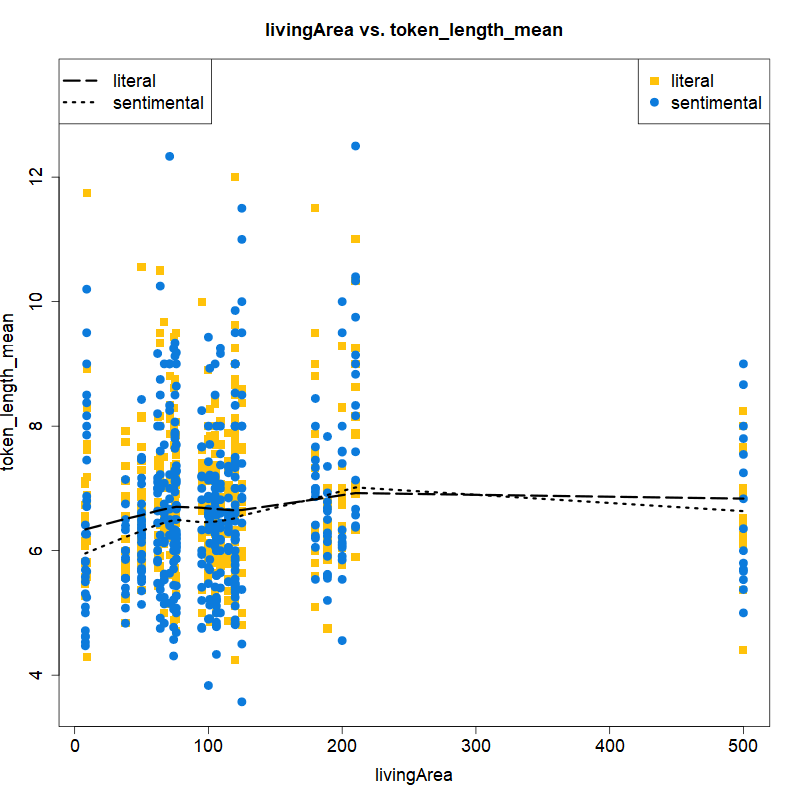 livingArea vs. token_length_mean
literal
sentimental
literal
sentimental
token_length_mean
12
10
8
6
4
0 100 200 300 400 500
livingArea